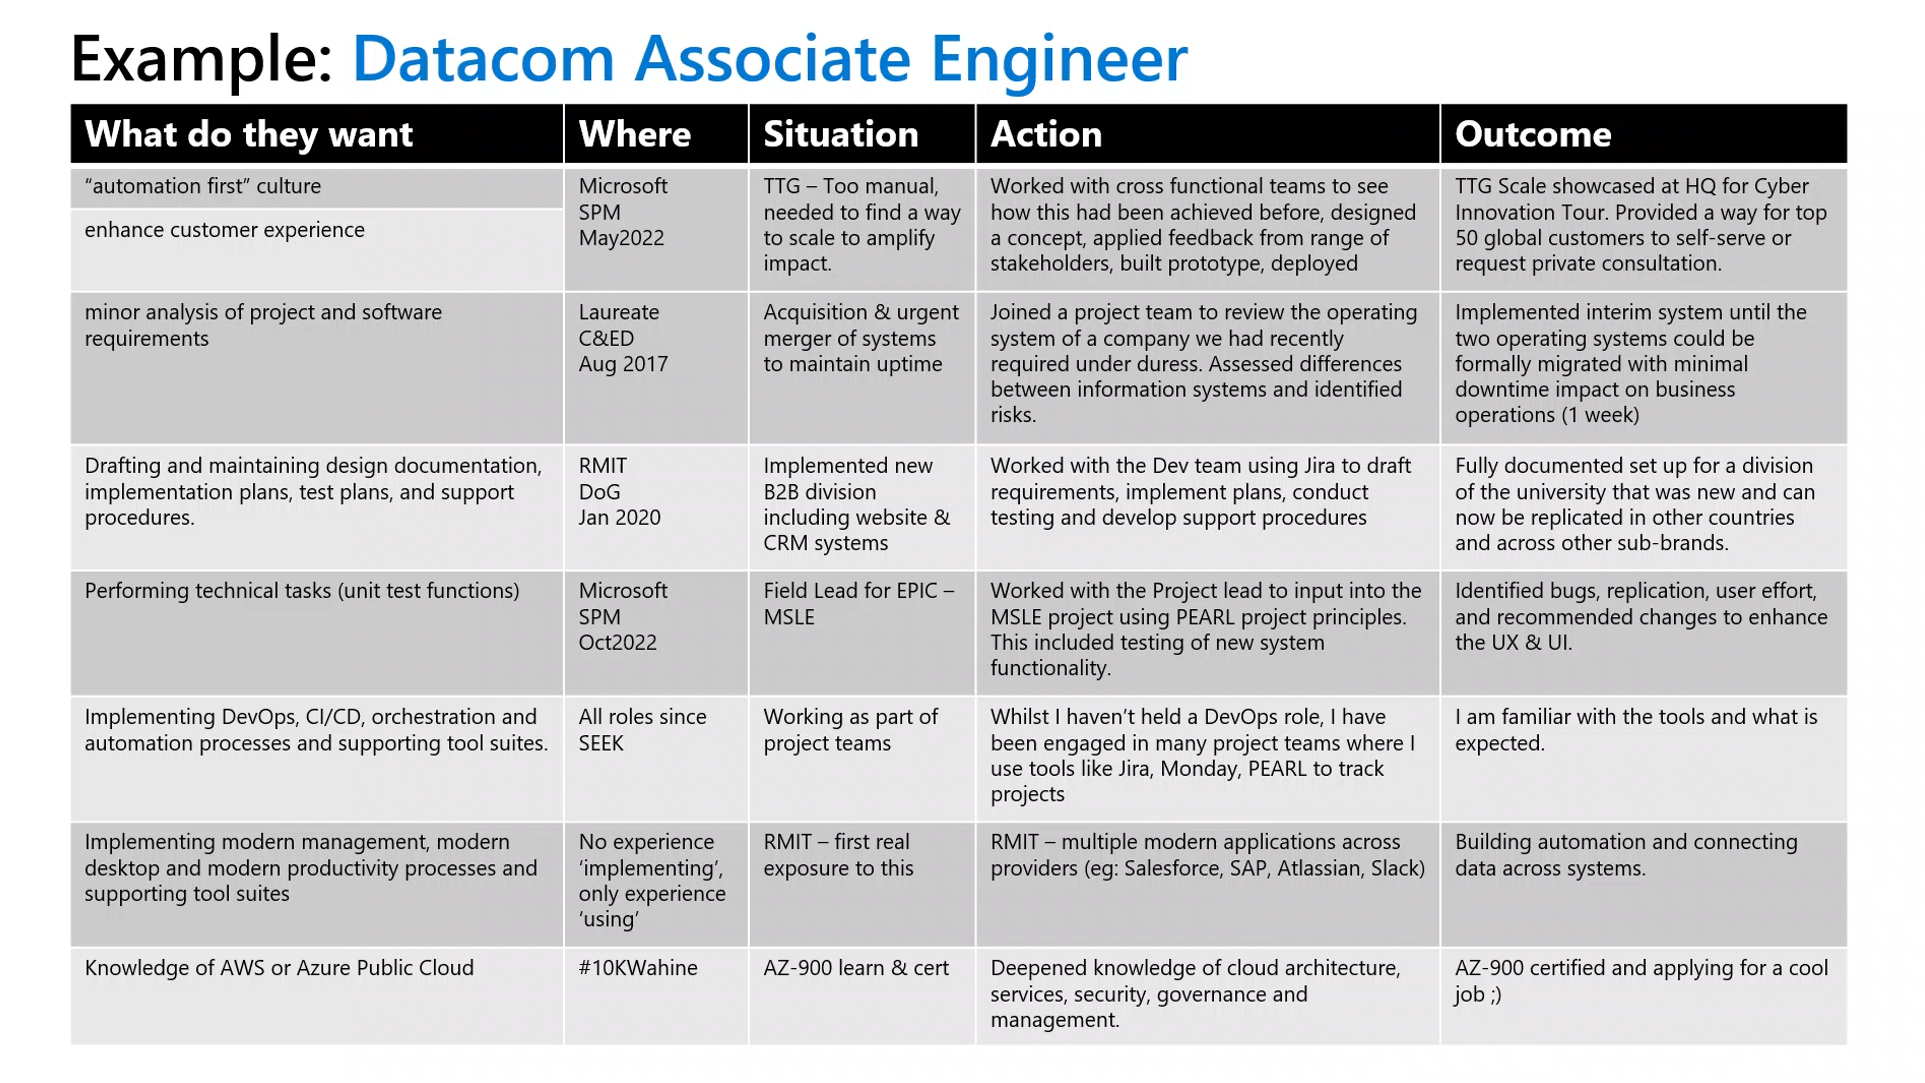 Example: Datacom Associate Engineer
What do they want
Where
Situation
Action
Outcome
“automation first” culture
enhance customer experience
Microsoft
SPM
May2022
TTG – Too manual,
needed to find a way
to scale to amplify
impact.
Worked with cross functional teams to see
how this had been achieved before, designed
a concept, applied feedback from range of
stakeholders, built prototype, deployed
TTG Scale showcased at HQ for Cyber
Innovation Tour. Provided a way for top
50 global customers to self-serve or
request private consultation.
minor analysis of project and software
requirements
Laureate
C&ED
Aug 2017
Acquisition & urgent
merger of systems
to maintain uptime
Joined a project team to review the operating
system of a company we had recently
required under duress. Assessed differences
between information systems and identified
risks.
Implemented interim system until the
two operating systems could be
formally migrated with minimal
downtime impact on business
operations (1 week)
Drafting and maintaining design documentation,
implementation plans, test plans, and support
procedures.
RMIT
DoG
Jan 2020
Implemented new
B2B division
including website &
CRM systems
Worked with the Dev team using Jira to draft
requirements, implement plans, conduct
testing and develop support procedures
Fully documented set up for a division
of the university that was new and can
now be replicated in other countries
and across other sub-brands.
Performing technical tasks (unit test functions)
Microsoft
SPM
Oct2022
Field Lead for EPIC –
MSLE
Worked with the Project lead to input into the
MSLE project using PEARL project principles.
This included testing of new system
functionality.
Identified bugs, replication, user effort,
and recommended changes to enhance
the UX & UI.
Implementing DevOps, CI/CD, orchestration and
automation processes and supporting tool suites.
All roles since
SEEK
Working as part of
project teams
Whilst I haven’t held a DevOps role, I have
been engaged in many project teams where I
use tools like Jira, Monday, PEARL to track
projects
I am familiar with the tools and what is
expected.
Implementing modern management, modern
desktop and modern productivity processes and
supporting tool suites
No experience
‘implementing’,
only experience
‘using’
RMIT – first real
exposure to this
RMIT – multiple modern applications across
providers (eg: Salesforce, SAP, Atlassian, Slack)
Building automation and connecting
data across systems.
Knowledge of AWS or Azure Public Cloud
#10KWahine
AZ-900 learn & cert
Deepened knowledge of cloud architecture,
services, security, governance and
management.
AZ-900 certified and applying for a cool
job ;)